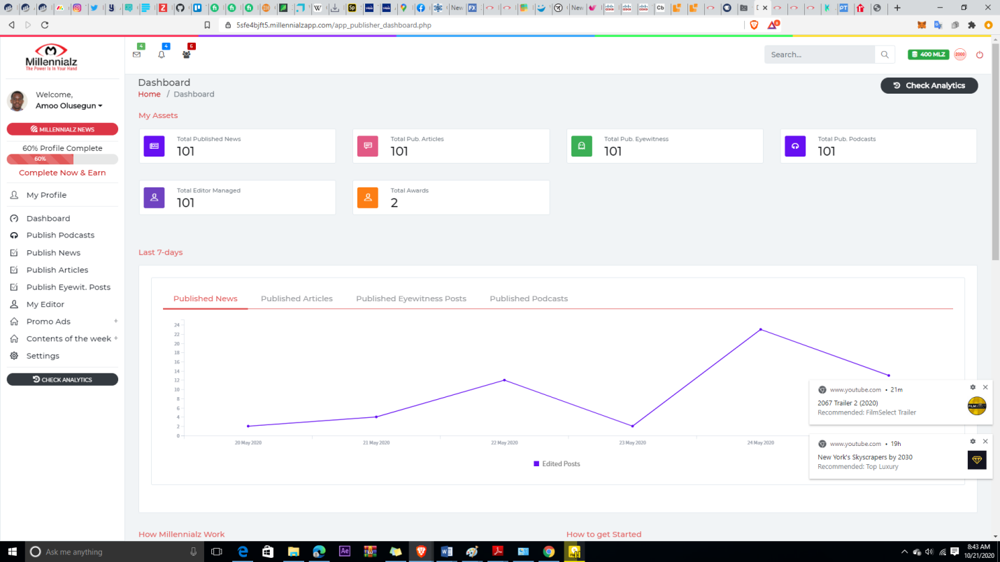 5sfe4bjft5.millennialzapp.com/app_publisher_dashboard.php
Millennialz
The Power is In Your Hand
4
4
6
Search...
400 MLZ
2000
Welcome,
Amoo Olusegun
MILLENNIALZ NEWS
60% Profile Complete
60%
Complete Now & Earn
My Profile
Dashboard
Publish Podcasts
Publish News
Publish Articles
Publish Eyewit. Posts
My Editor
Promo Ads +
Contents of the week +
Settings
CHECK ANALYTICS
Dashboard
Home / Dashboard
Check Analytics
My Assets
Total Published News
101
Total Pub. Articles
101
Total Pub. Eyewitness
101
Total Pub. Podcasts
101
Total Editor Managed
101
Total Awards
2
Last 7-days
Published News Published Articles Published Eyewitness Posts Published Podcasts
24
22
20
18
16
14
12
10
8
6
4
2
0
20 May 2020 21 May 2020 22 May 2020 23 May 2020 24 May 2020
Edited Posts
www.youtube.com • 21m
2067 Trailer 2 (2020)
Recommended: FilmSelect Trailer
www.youtube.com • 19h
New York's Skyscrapers by 2030
Recommended: Top Luxury
How Millennialz Work
How to get Started
Ask me anything
8:43 AM
10/21/2020